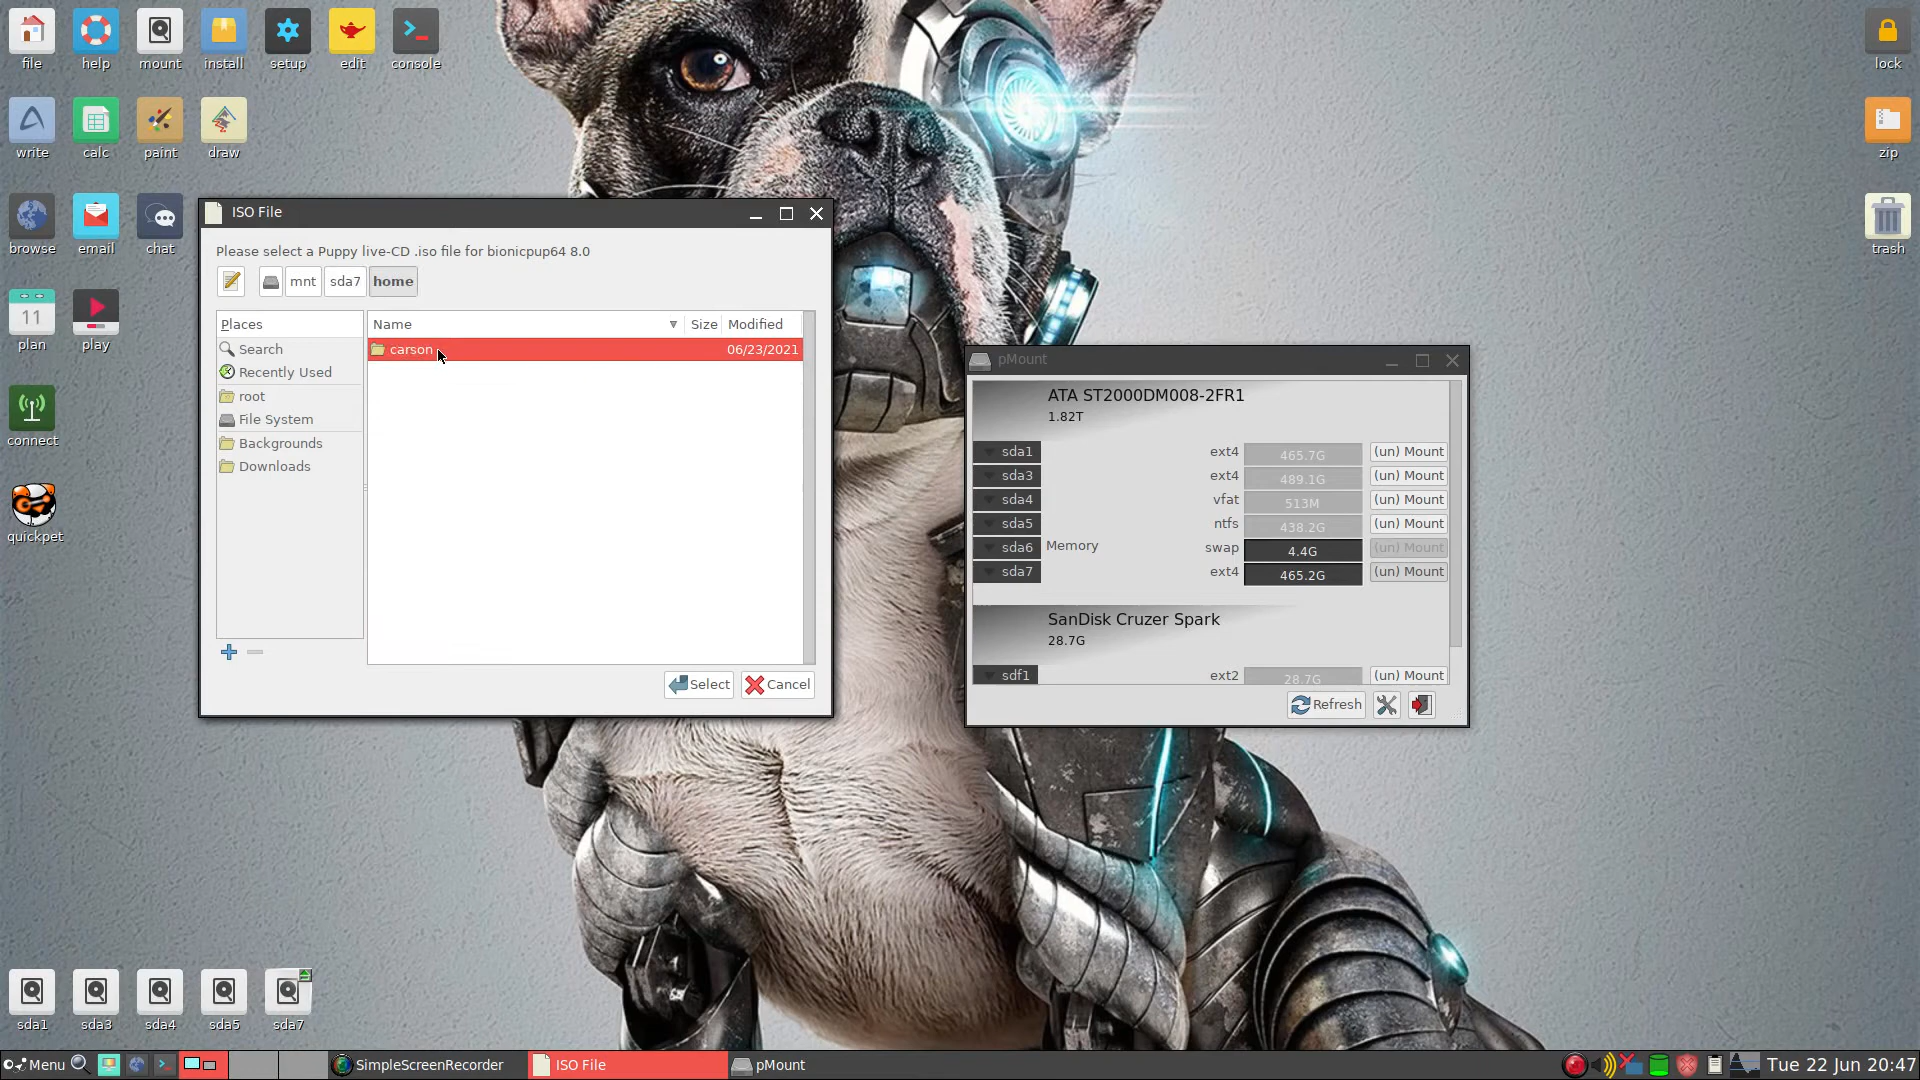 file
help
mount
install
setup
edit
console
lock
write
calc
paint
draw
zip
browse
email
chat
trash
11
plan
play
connect
quickpet
ISO File
Please select a Puppy live-CD .iso file for bionicpup64 8.0
mnt
sda7
home
Places
Search
Recently Used
root
File System
Backgrounds
Downloads
Name
Size
Modified
carson
06/23/2021
Select
Cancel
pMount
ATA ST2000DM008-2FR1
1.82T
sda1 ext4 465.7G (un) Mount
sda3 ext4 489.1G (un) Mount
sda4 vfat 513M (un) Mount
sda5 ntfs 438.2G (un) Mount
sda6 Memory swap 4.4G (un) Mount
sda7 ext4 465.2G (un) Mount
SanDisk Cruzer Spark
28.7G
sdf1 ext2 28.7G (un) Mount
Refresh
sda1
sda3
sda4
sda5
sda7
Menu
SimpleScreenRecorder
ISO File
pMount
Tue 22 Jun 20:47